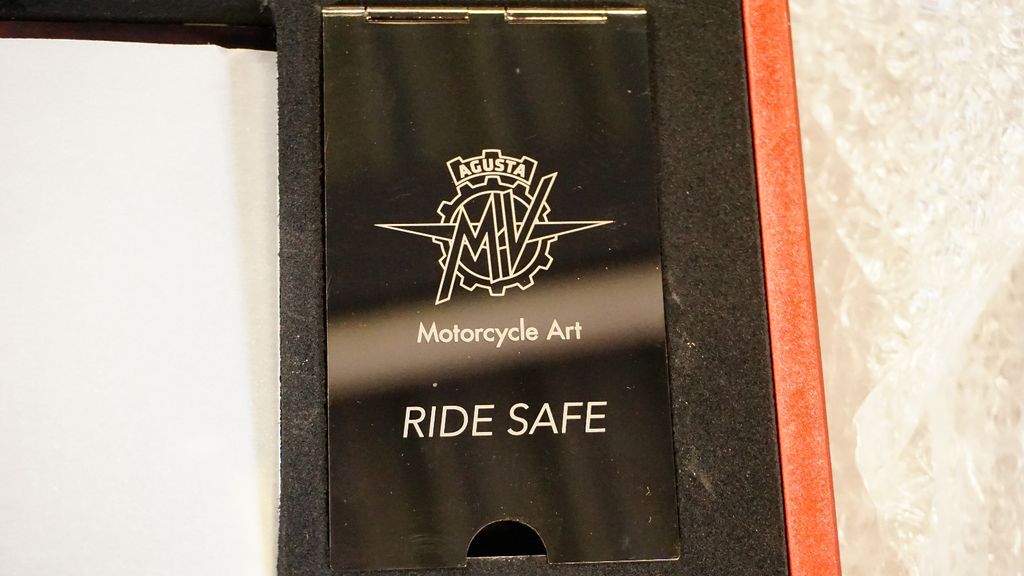 AGUSTA
MV
Motorcycle Art
RIDE SAFE